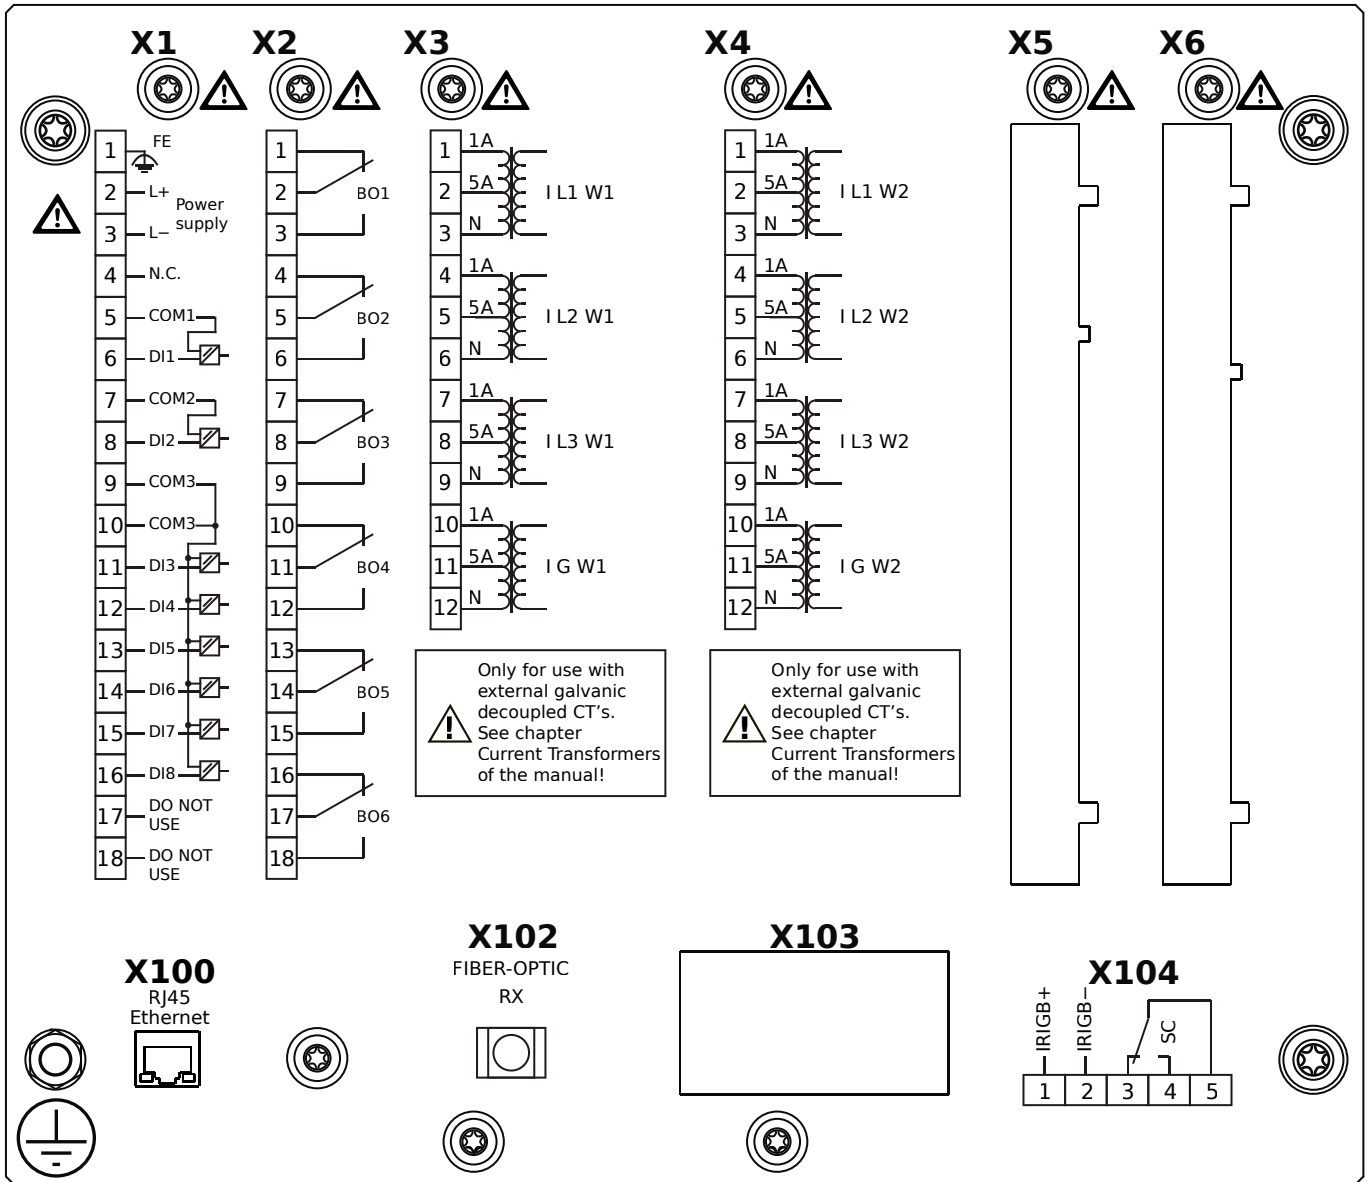 X1
X2
X3
X4
X5
X6
1
FE
2
L+
Power
supply
3
L−
4
N.C.
5
COM1
6
DI1
7
COM2
8
DI2
9
COM3
10
COM3
11
DI3
12
DI4
13
DI5
14
DI6
15
DI7
16
DI8
17
DO NOT
USE
18
DO NOT
USE
1
2
BO1
3
4
5
BO2
6
7
8
BO3
9
10
11
BO4
12
13
14
BO5
15
16
17
BO6
18
1
1A
2
5A
I L1 W1
3
N
4
1A
5
5A
I L2 W1
6
N
7
1A
8
5A
I L3 W1
9
N
10
1A
11
5A
I G W1
12
N
Only for use with
external galvanic
decoupled CT's.
See chapter
Current Transformers
of the manual!
1
1A
2
5A
I L1 W2
3
N
4
1A
5
5A
I L2 W2
6
N
7
1A
8
5A
I L3 W2
9
N
10
1A
11
5A
I G W2
12
N
Only for use with
external galvanic
decoupled CT's.
See chapter
Current Transformers
of the manual!
X100
RJ45
Ethernet
X102
FIBER-OPTIC
RX
X103
X104
IRIGB+
IRIGB−
SC
1
2
3
4
5